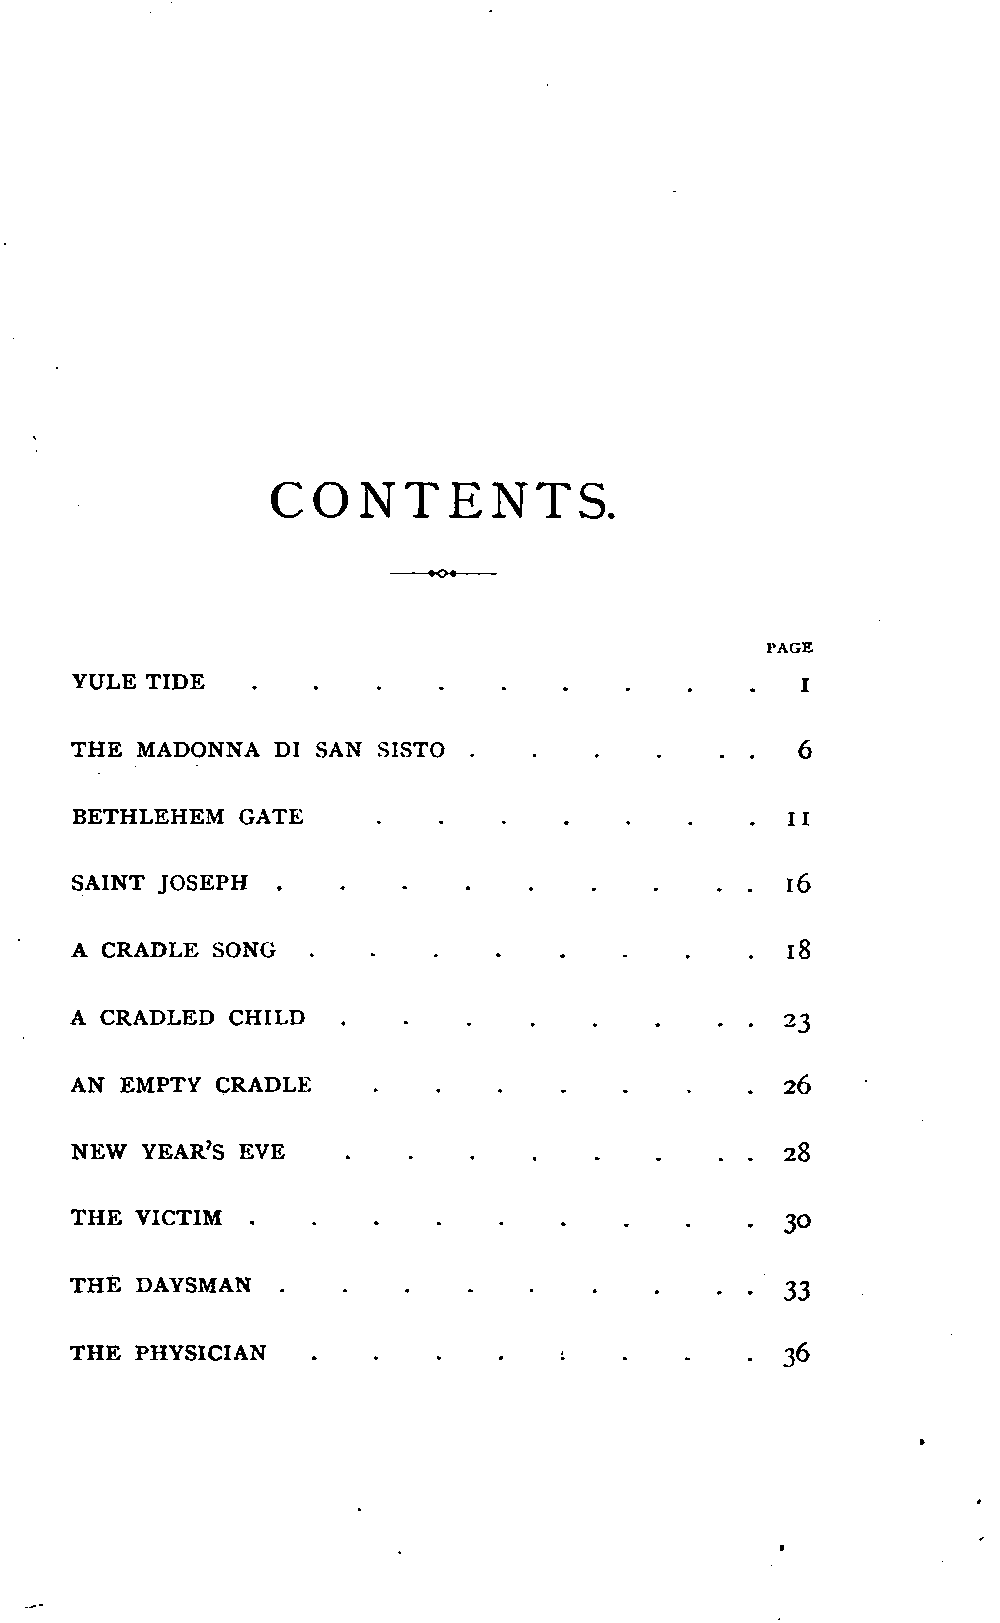 CONTENTS.
PAGE
YULE TIDE . . . . . . . . . 1
THE MADONNA DI SAN SISTO . . . . . . 6
BETHLEHEM GATE . . . . . . . 11
SAINT JOSEPH . . . . . . . . . 16
A CRADLE SONG . . . . . . . . 18
A CRADLED CHILD . . . . . . . . 23
AN EMPTY CRADLE . . . . . . . 26
NEW YEAR'S EVE . . . . . . . . 28
THE VICTIM . . . . . . . . . 30
THE DAYSMAN . . . . . . . . . 33
THE PHYSICIAN . . . . . . . . 36